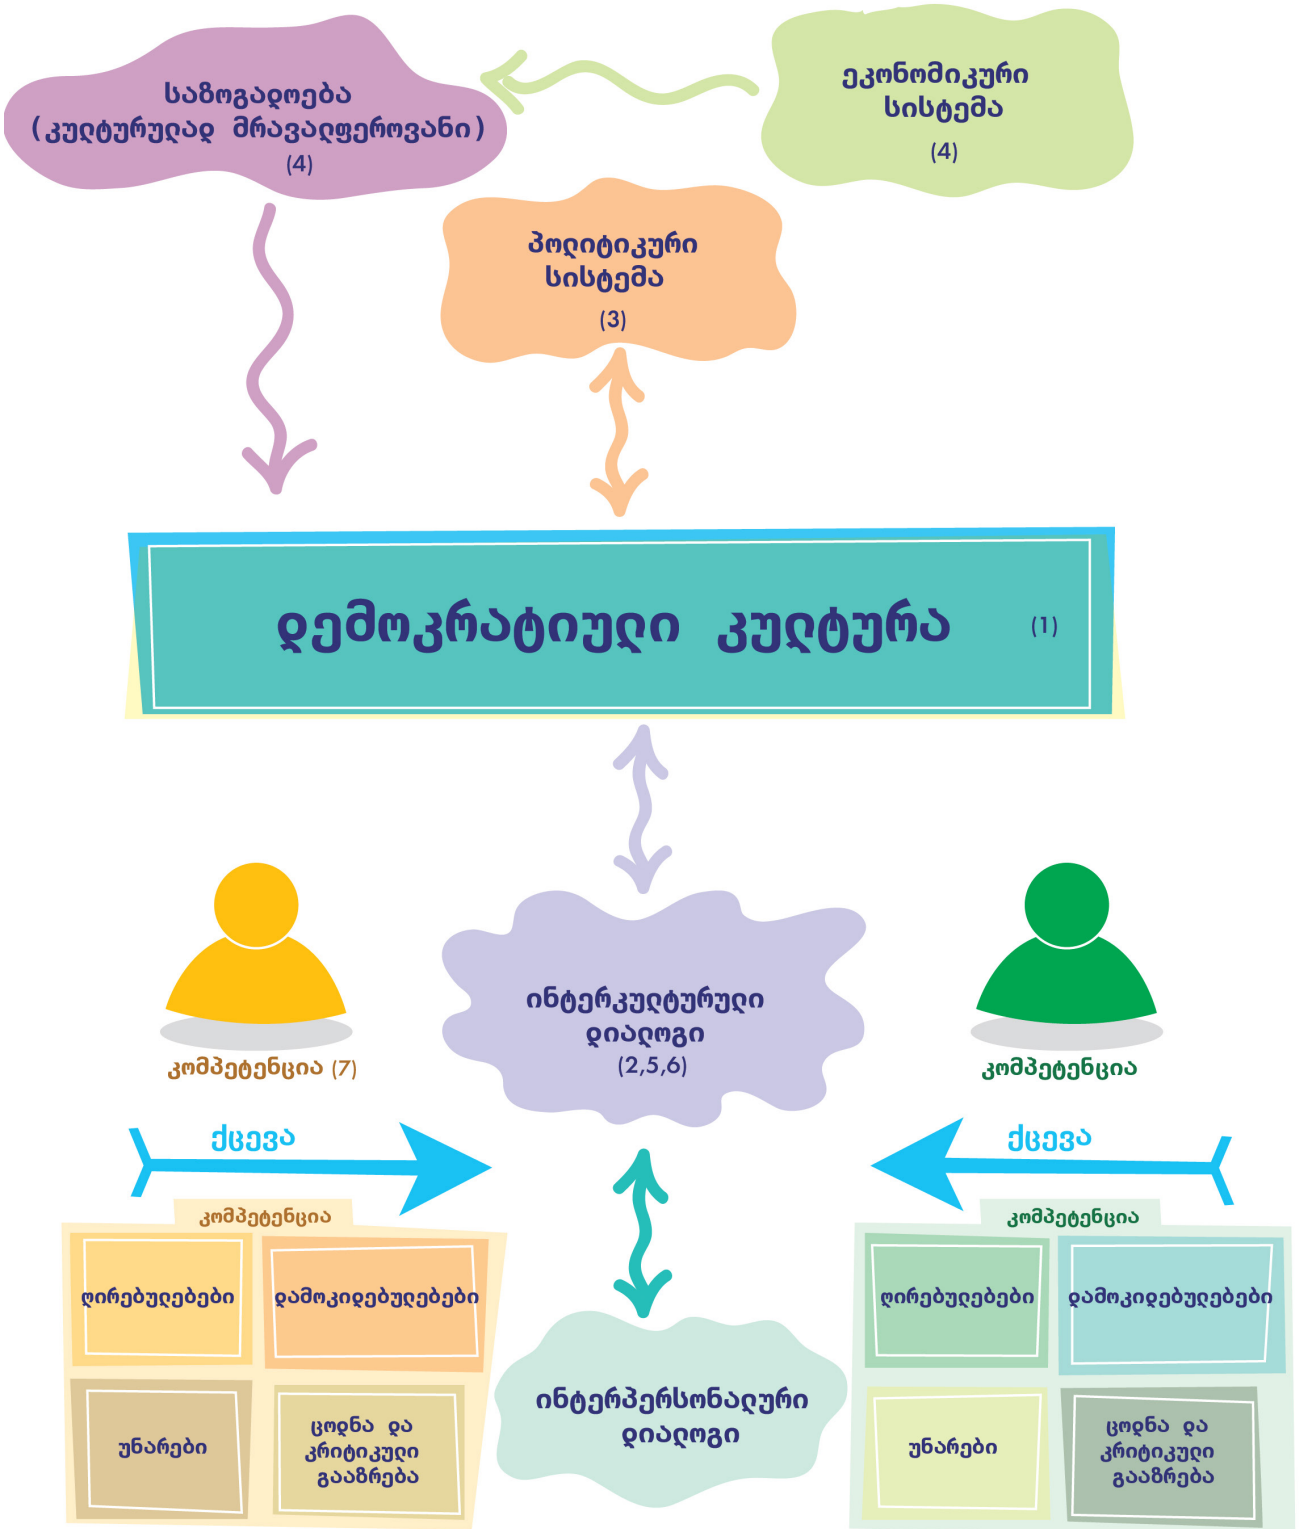 საზოგადოება
(კულტურულად მრავალფეროვანი)
(4)
ეკონომიკური
სისტემა
(4)
პოლიტიკური
სისტემა
(3)
დემოკრატიული კულტურა (1)
ინტერკულტურული
დიალოგი
(2,5,6)
კომპეტენცია (7)
კომპეტენცია
ქცევა
ქცევა
კომპეტენცია
ღირებულებები
დამოკიდებულებები
უნარები
ცოდნა და
კრიტიკული
გააზრება
ინტერპერსონალური
დიალოგი
კომპეტენცია
ღირებულებები
დამოკიდებულებები
უნარები
ცოდნა და
კრიტიკული
გააზრება